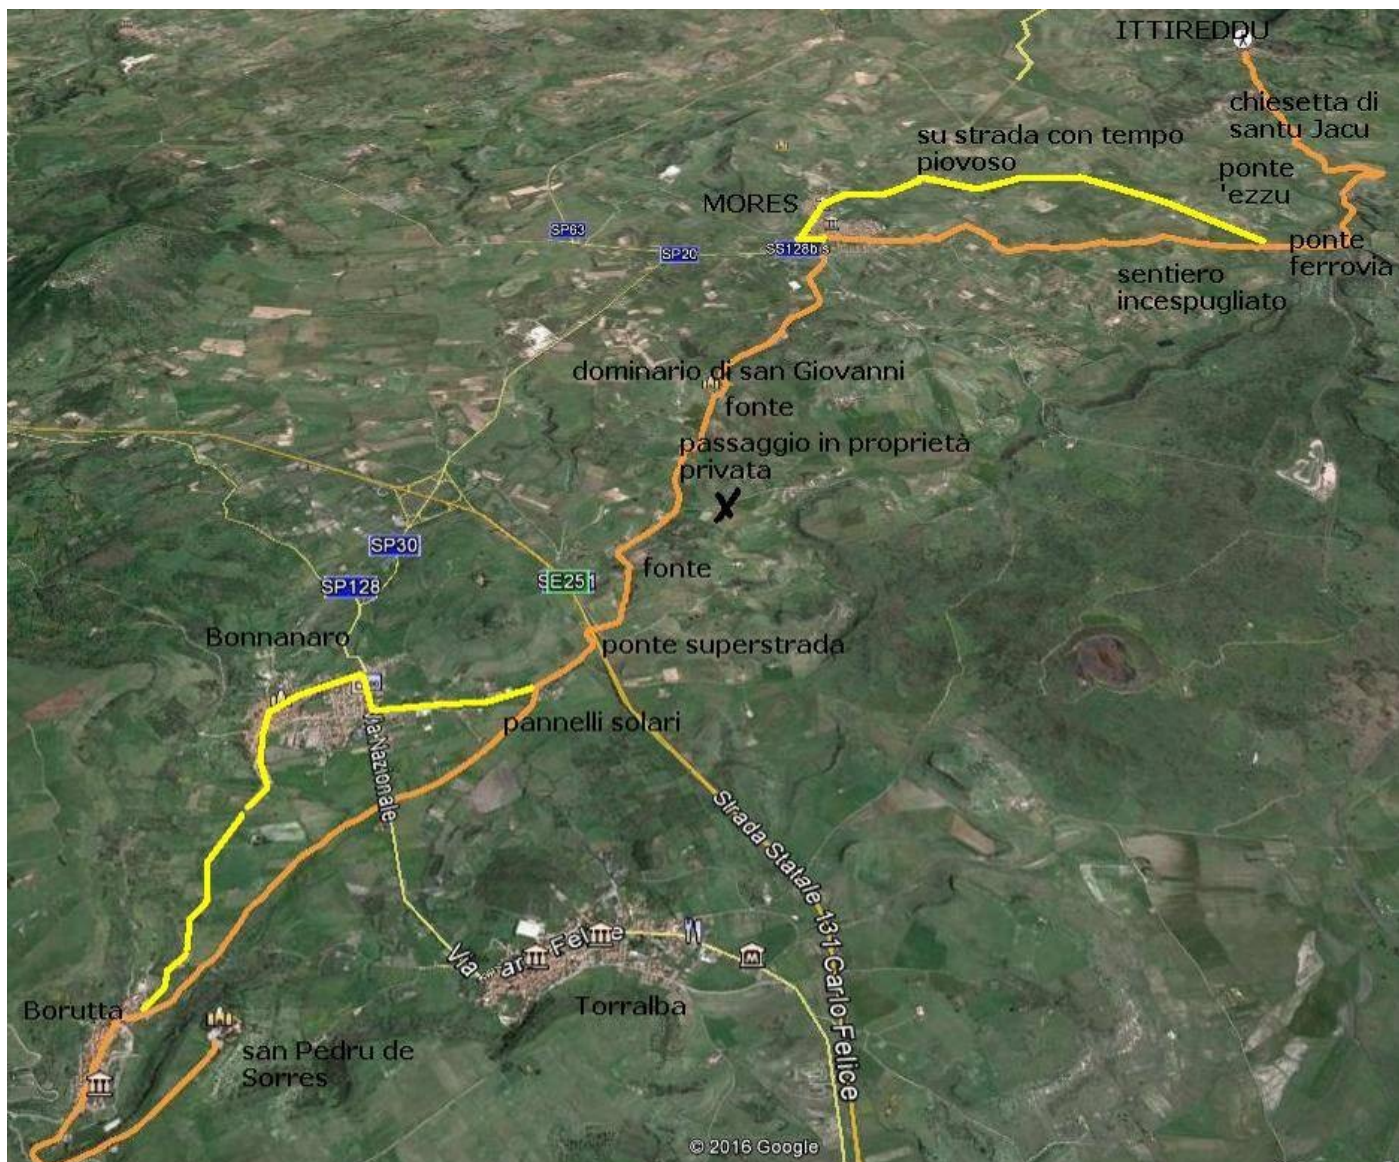 ITTIREDDU
chiesetta di
santu Jacu
su strada con tempo
piovoso
ponte
'ezzu
MORES
SP63
SP20
SS128bis
ponte
ferrovia
sentiero
incespugliato
dominario di san Giovanni
fonte
passaggio in proprietà
privata
X
SP30
fonte
SP128
E25
Bonnanaro
ponte superstrada
pannelli solari
Nazionale
Strada Statale 131 Carlo Felice
Via
Torralba
Borutta
san Pedru de
Sorres
© 2016 Google